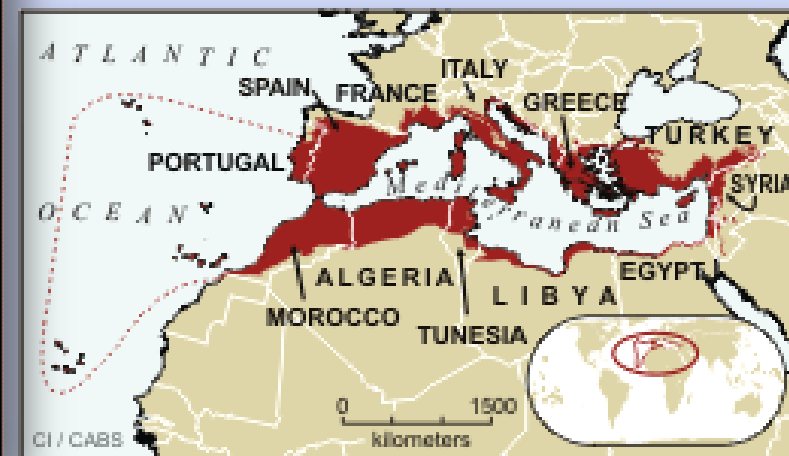 ATLANTIC
ITALY
SPAIN
FRANCE
GREECE
TURKEY
PORTUGAL
Mediterranean Sea
SYRIA
OCEAN
ALGERIA
EGYPT
LIBYA
MOROCCO
TUNESIA
0 1500
kilometers
CI / CABS